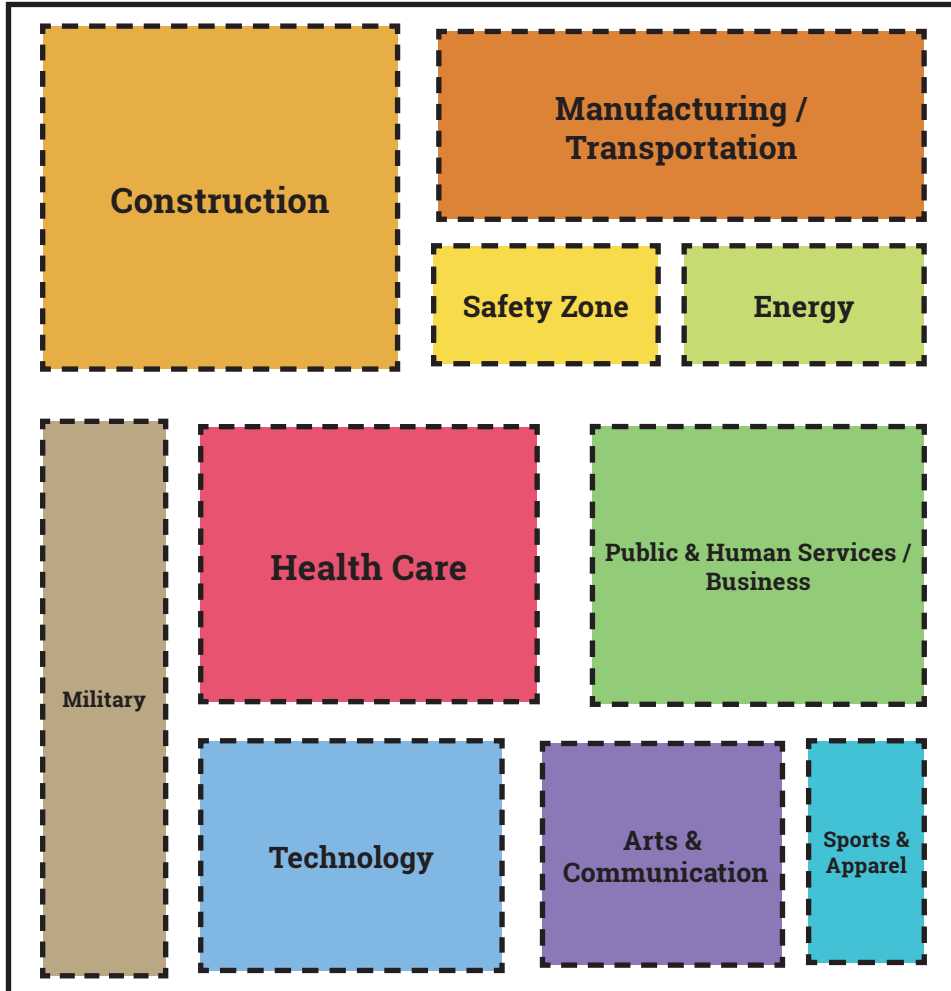 Construction
Manufacturing /
Transportation
Safety Zone
Energy
Military
Health Care
Public & Human Services /
Business
Technology
Arts &
Communication
Sports &
Apparel